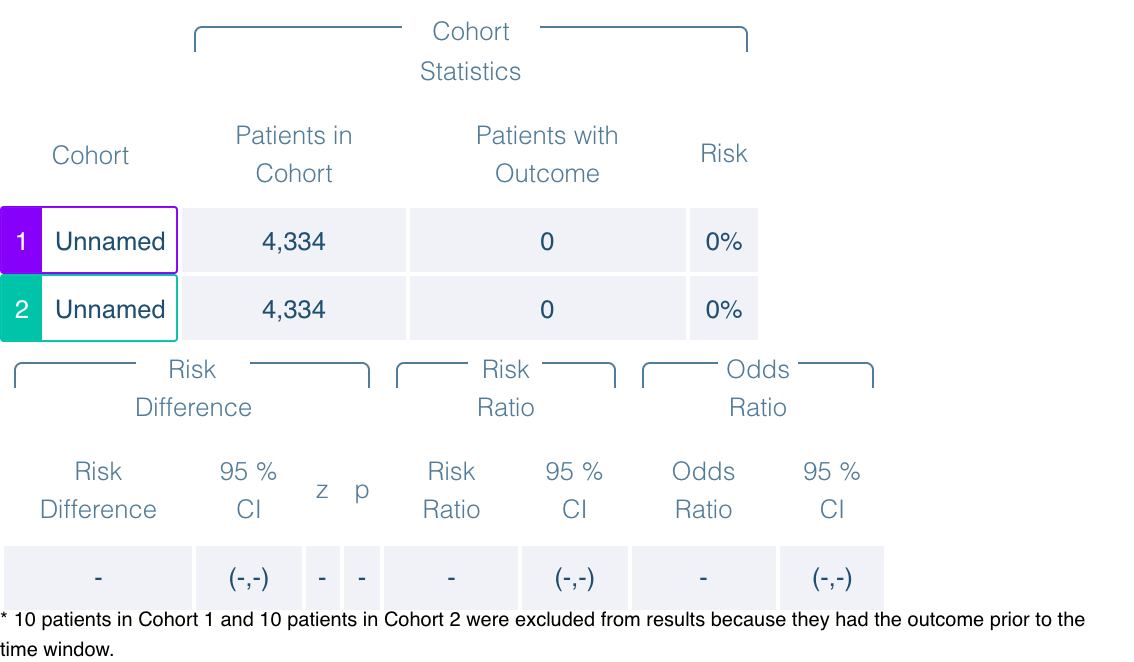 Cohort
Statistics
Cohort
Patients in
Cohort
Patients with
Outcome
Risk
1 Unnamed 4,334 0 0%
2 Unnamed 4,334 0 0%
Risk
Difference
Risk
Ratio
Odds
Ratio
Risk
Difference
95 %
CI
z
p
Risk
Ratio
95 %
CI
Odds
Ratio
95 %
CI
- (-,-) - - - (-,-) - (-,-)
* 10 patients in Cohort 1 and 10 patients in Cohort 2 were excluded from results because they had the outcome prior to the
time window.